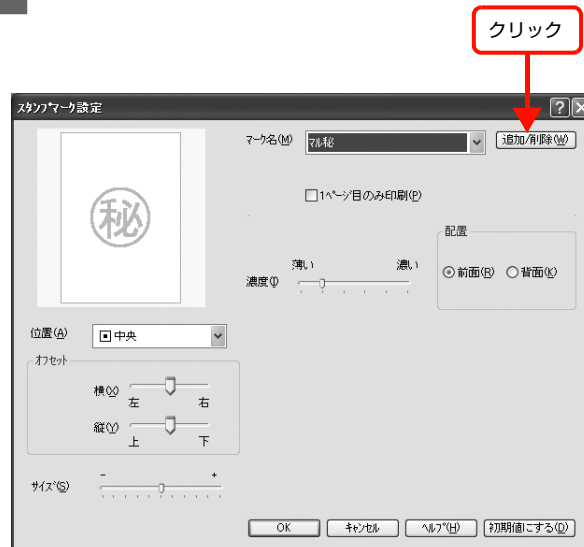 クリック
スタンプマーク設定
マーク名(M) マル秘 追加/削除(W)
1ページ目のみ印刷(P)
秘
配置
薄い 濃い
濃度(I)
前面(R) 背面(K)
位置(A) 中央
オフセット
横(X)
左 右
縦(Y)
上 下
サイズ(S) - +
OK キャンセル ヘルプ(H) 初期値にする(D)